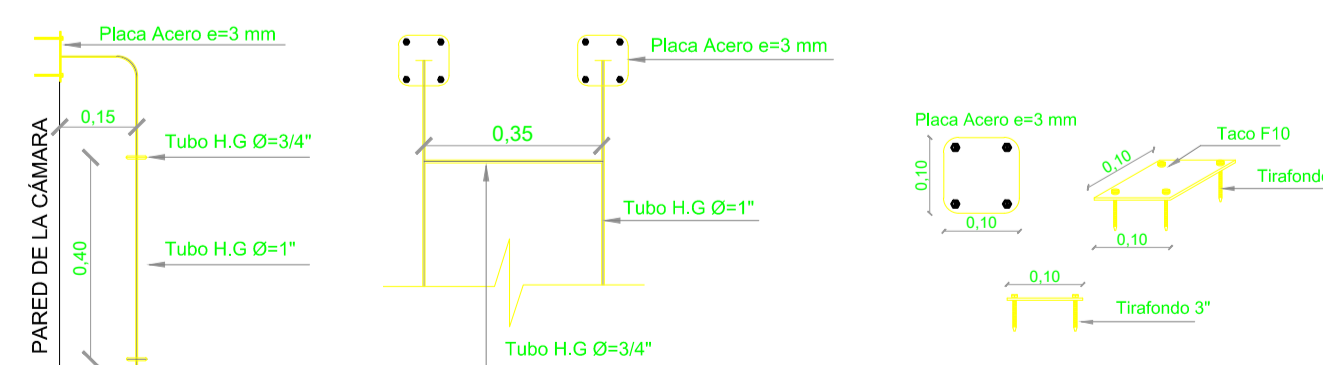 Placa Acero e=3 mm
0,15
Tubo H.G Ø=3/4"
PARED DE LA CÁMARA
0,40
Tubo H.G Ø=1"
Placa Acero e=3 mm
0,35
Tubo H.G Ø=1"
Tubo H.G Ø=3/4"
Placa Acero e=3 mm
0,10
0,10
Taco F10
0,10
0,10
0,10
Tirafondo 3"